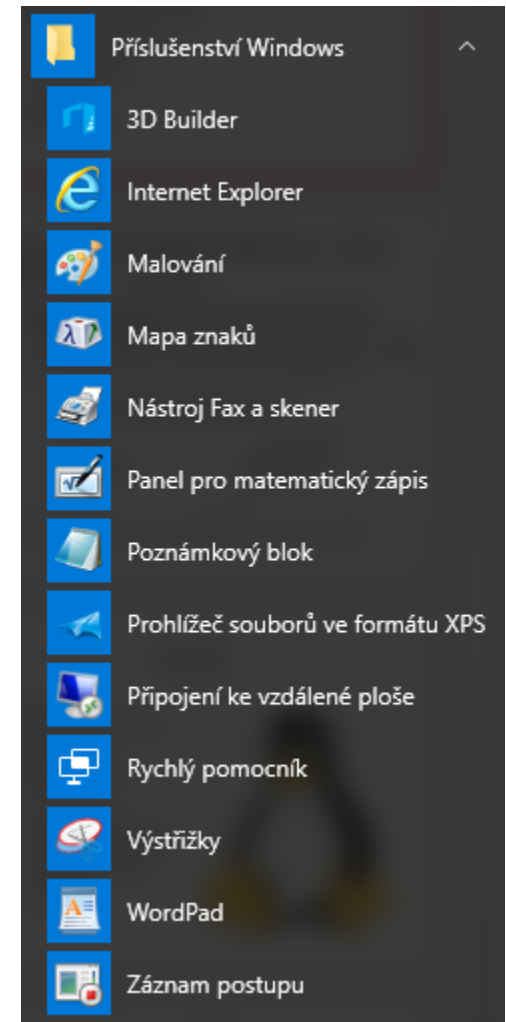 Příslušenství Windows
3D Builder
Internet Explorer
Malování
Mapa znaků
Nástroj Fax a skener
Panel pro matematický zápis
Poznámkový blok
Prohlížeč souborů ve formátu XPS
Připojení ke vzdálené ploše
Rychlý pomocník
Výstřižky
WordPad
Záznam postupu